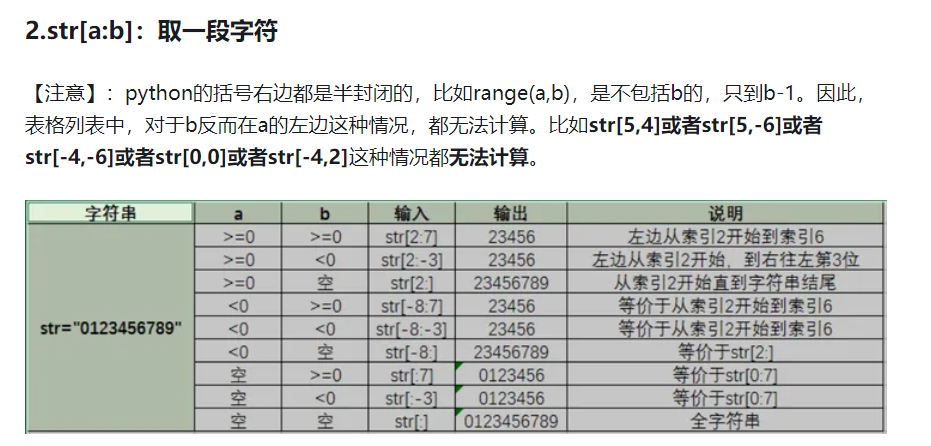 2.str[a:b]：取一段字符
【注意】：python的括号右边都是半封闭的，比如range(a,b)，是不包括b的，只到b-1。因此，
表格列表中，对于b反而在a的左边这种情况，都无法计算。比如str[5,4]或者str[5,-6]或者
str[-4,-6]或者str[0,0]或者str[-4,2]这种情况都无法计算。
字符串 a b 输入 输出 说明
>=0 >=0 str[2:7] 23456 左边从索引2开始到索引6
>=0 <0 str[2:-3] 23456 左边从索引2开始，到右往左第3位
>=0 空 str[2:] 23456789 从索引2开始直到字符串结尾
<0 >=0 str[-8:7] 23456 等价于从索引2开始到索引6
str="0123456789" <0 <0 str[-8:-3] 23456 等价于从索引2开始到索引6
<0 空 str[-8:] 23456789 等价于str[2:]
空 >=0 str[:7] 0123456 等价于str[0:7]
空 <0 str[:-3] 0123456 等价于str[0:7]
空 空 str[:] 0123456789 全字符串